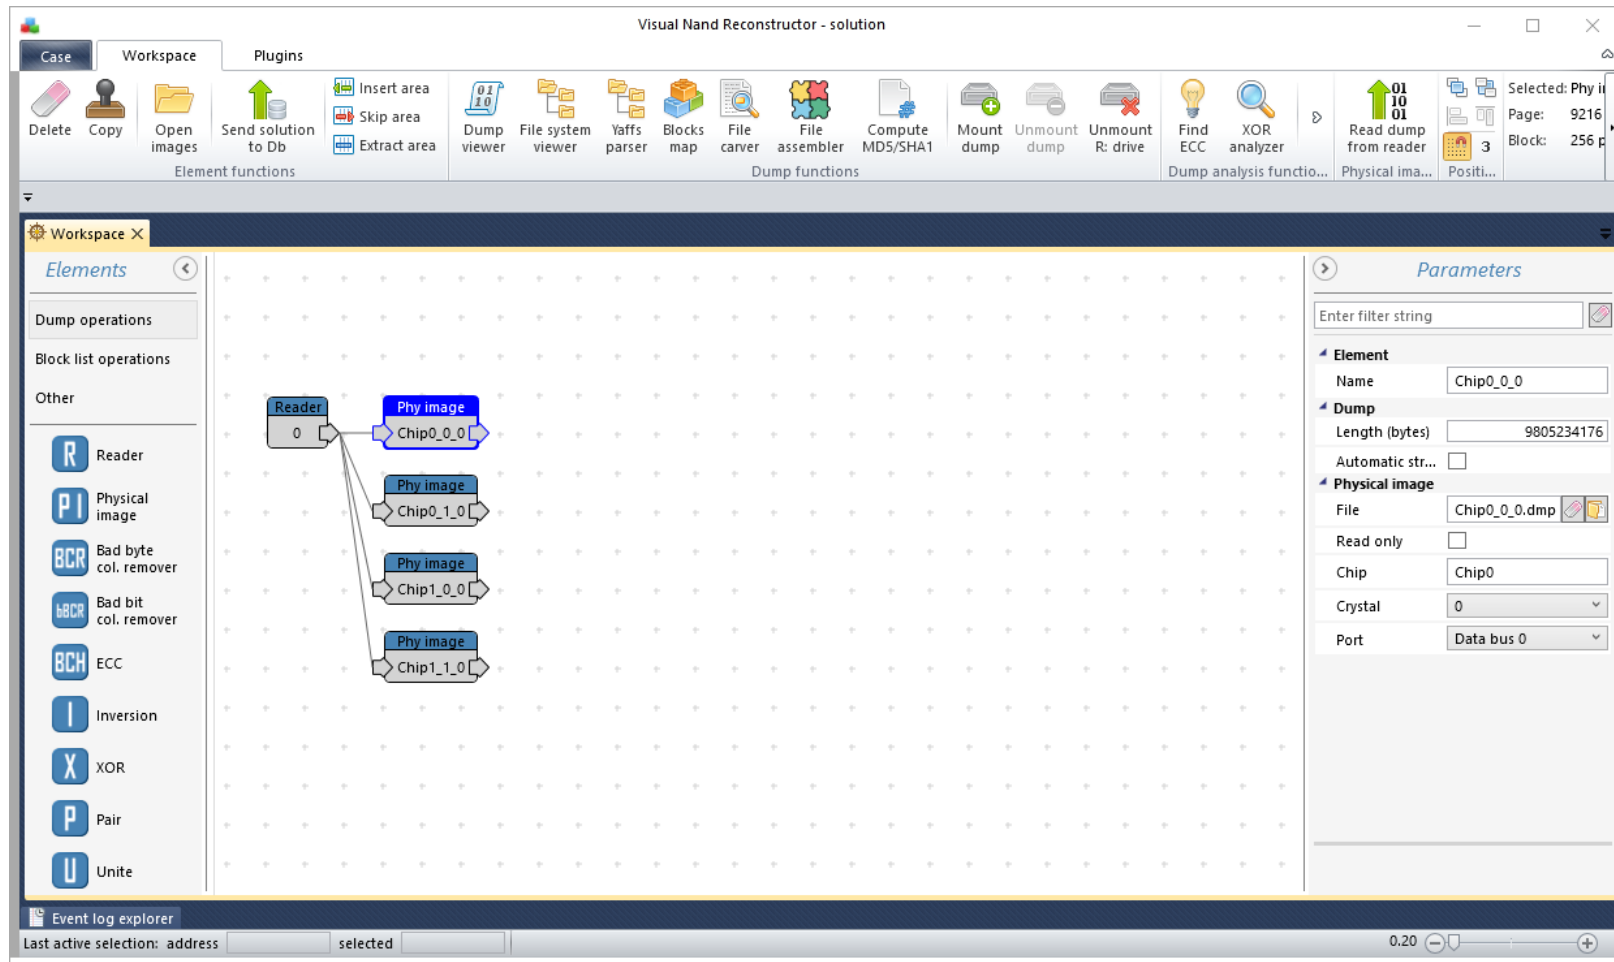 Visual Nand Reconstructor - solution
Case Workspace Plugins
Delete
Copy
Open images
Send solution to Db
Insert area
Skip area
Extract area
Dump viewer
File system viewer
Yaffs parser
Blocks map
File carver
File assembler
Compute MD5/SHA1
Mount dump
Unmount dump
Unmount R: drive
Find ECC
XOR analyzer
01
10
01
Read dump from reader
3
Selected: Phy i
Page: 9216
Block: 256 p
Element functions
Dump functions
Dump analysis functio...
Physical ima...
Positi...
Workspace
Elements
Dump operations
Block list operations
Other
R Reader
PI Physical image
BCR Bad byte col. remover
bBCR Bad bit col. remover
BCH ECC
I Inversion
X XOR
P Pair
U Unite
Reader
0
Phy image
Chip0_0_0
Phy image
Chip0_1_0
Phy image
Chip1_0_0
Phy image
Chip1_1_0
Parameters
Enter filter string
Element
Name Chip0_0_0
Dump
Length (bytes) 9805234176
Automatic str...
Physical image
File Chip0_0_0.dmp
Read only
Chip Chip0
Crystal 0
Port Data bus 0
Event log explorer
Last active selection: address selected
0.20